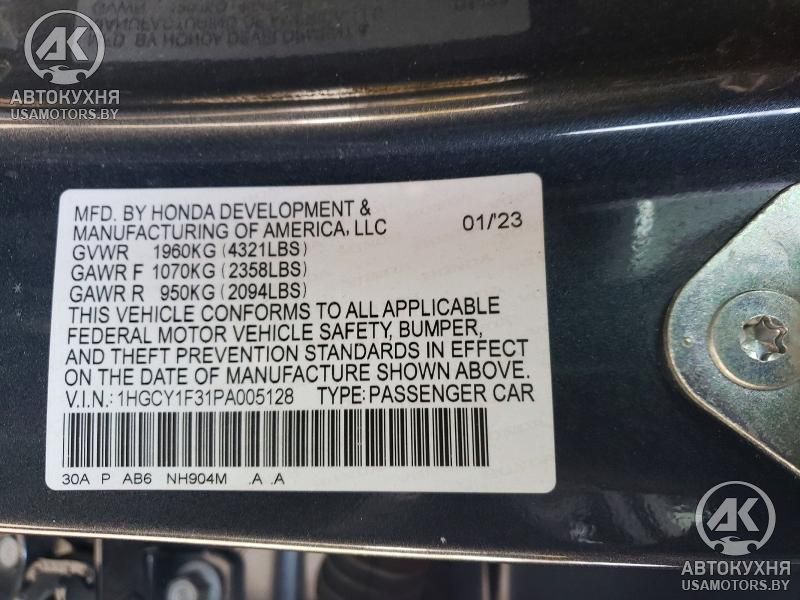 AK
АВТОКУХНЯ
USAMOTORS.BY
MFD. BY HONDA DEVELOPMENT &
MANUFACTURING OF AMERICA, LLC 01/'23
GVWR 1960KG (4321LBS)
GAWR F 1070KG (2358LBS)
GAWR R 950KG (2094LBS)
THIS VEHICLE CONFORMS TO ALL APPLICABLE
FEDERAL MOTOR VEHICLE SAFETY, BUMPER,
AND THEFT PREVENTION STANDARDS IN EFFECT
ON THE DATE OF MANUFACTURE SHOWN ABOVE.
V.I.N.: 1HGCY1F31PA005128 TYPE: PASSENGER CAR
30A P AB6 NH904M .A .A
AK
АВТОКУХНЯ
USAMOTORS.BY